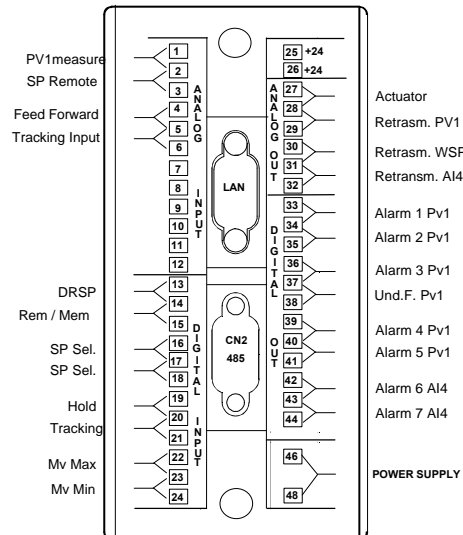 PV1measure
SP Remote
Feed Forward
Tracking Input
DRSP
Rem / Mem
SP Sel.
SP Sel.
Hold
Tracking
Mv Max
Mv Min
1
2
3
4
5
6
7
8
9
10
11
12
13
14
15
16
17
18
19
20
21
22
23
24
ANALOG INPUT
DIGITAL INPUT
LAN
CN2
485
ANALOG OUT
DIGITAL OUT
25 +24
26 +24
27
28
29
30
31
32
33
34
35
36
37
38
39
40
41
42
43
44
46
48
Actuator
Retrasm. PV1
Retrasm. WSP
Retransm. AI4
Alarm 1 Pv1
Alarm 2 Pv1
Alarm 3 Pv1
Und.F. Pv1
Alarm 4 Pv1
Alarm 5 Pv1
Alarm 6 AI4
Alarm 7 AI4
POWER SUPPLY